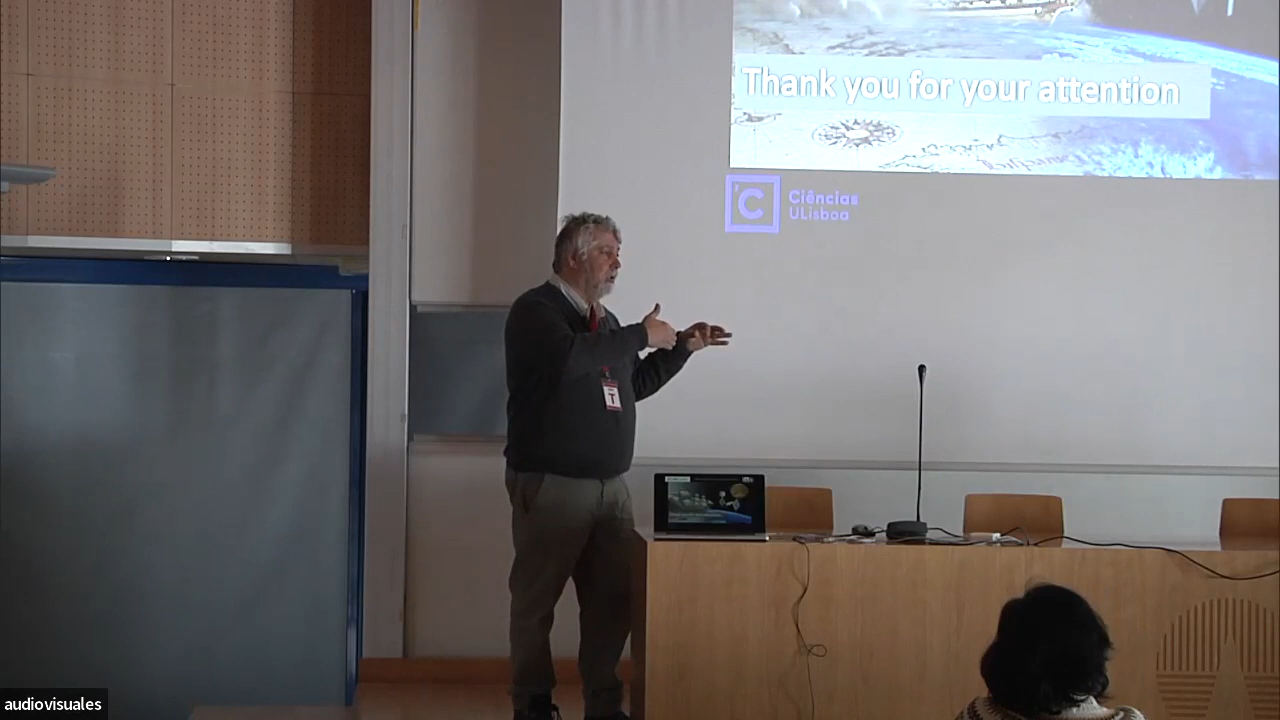 Thank you for your attention
C
Ciências
ULisboa
T
audiovisuales